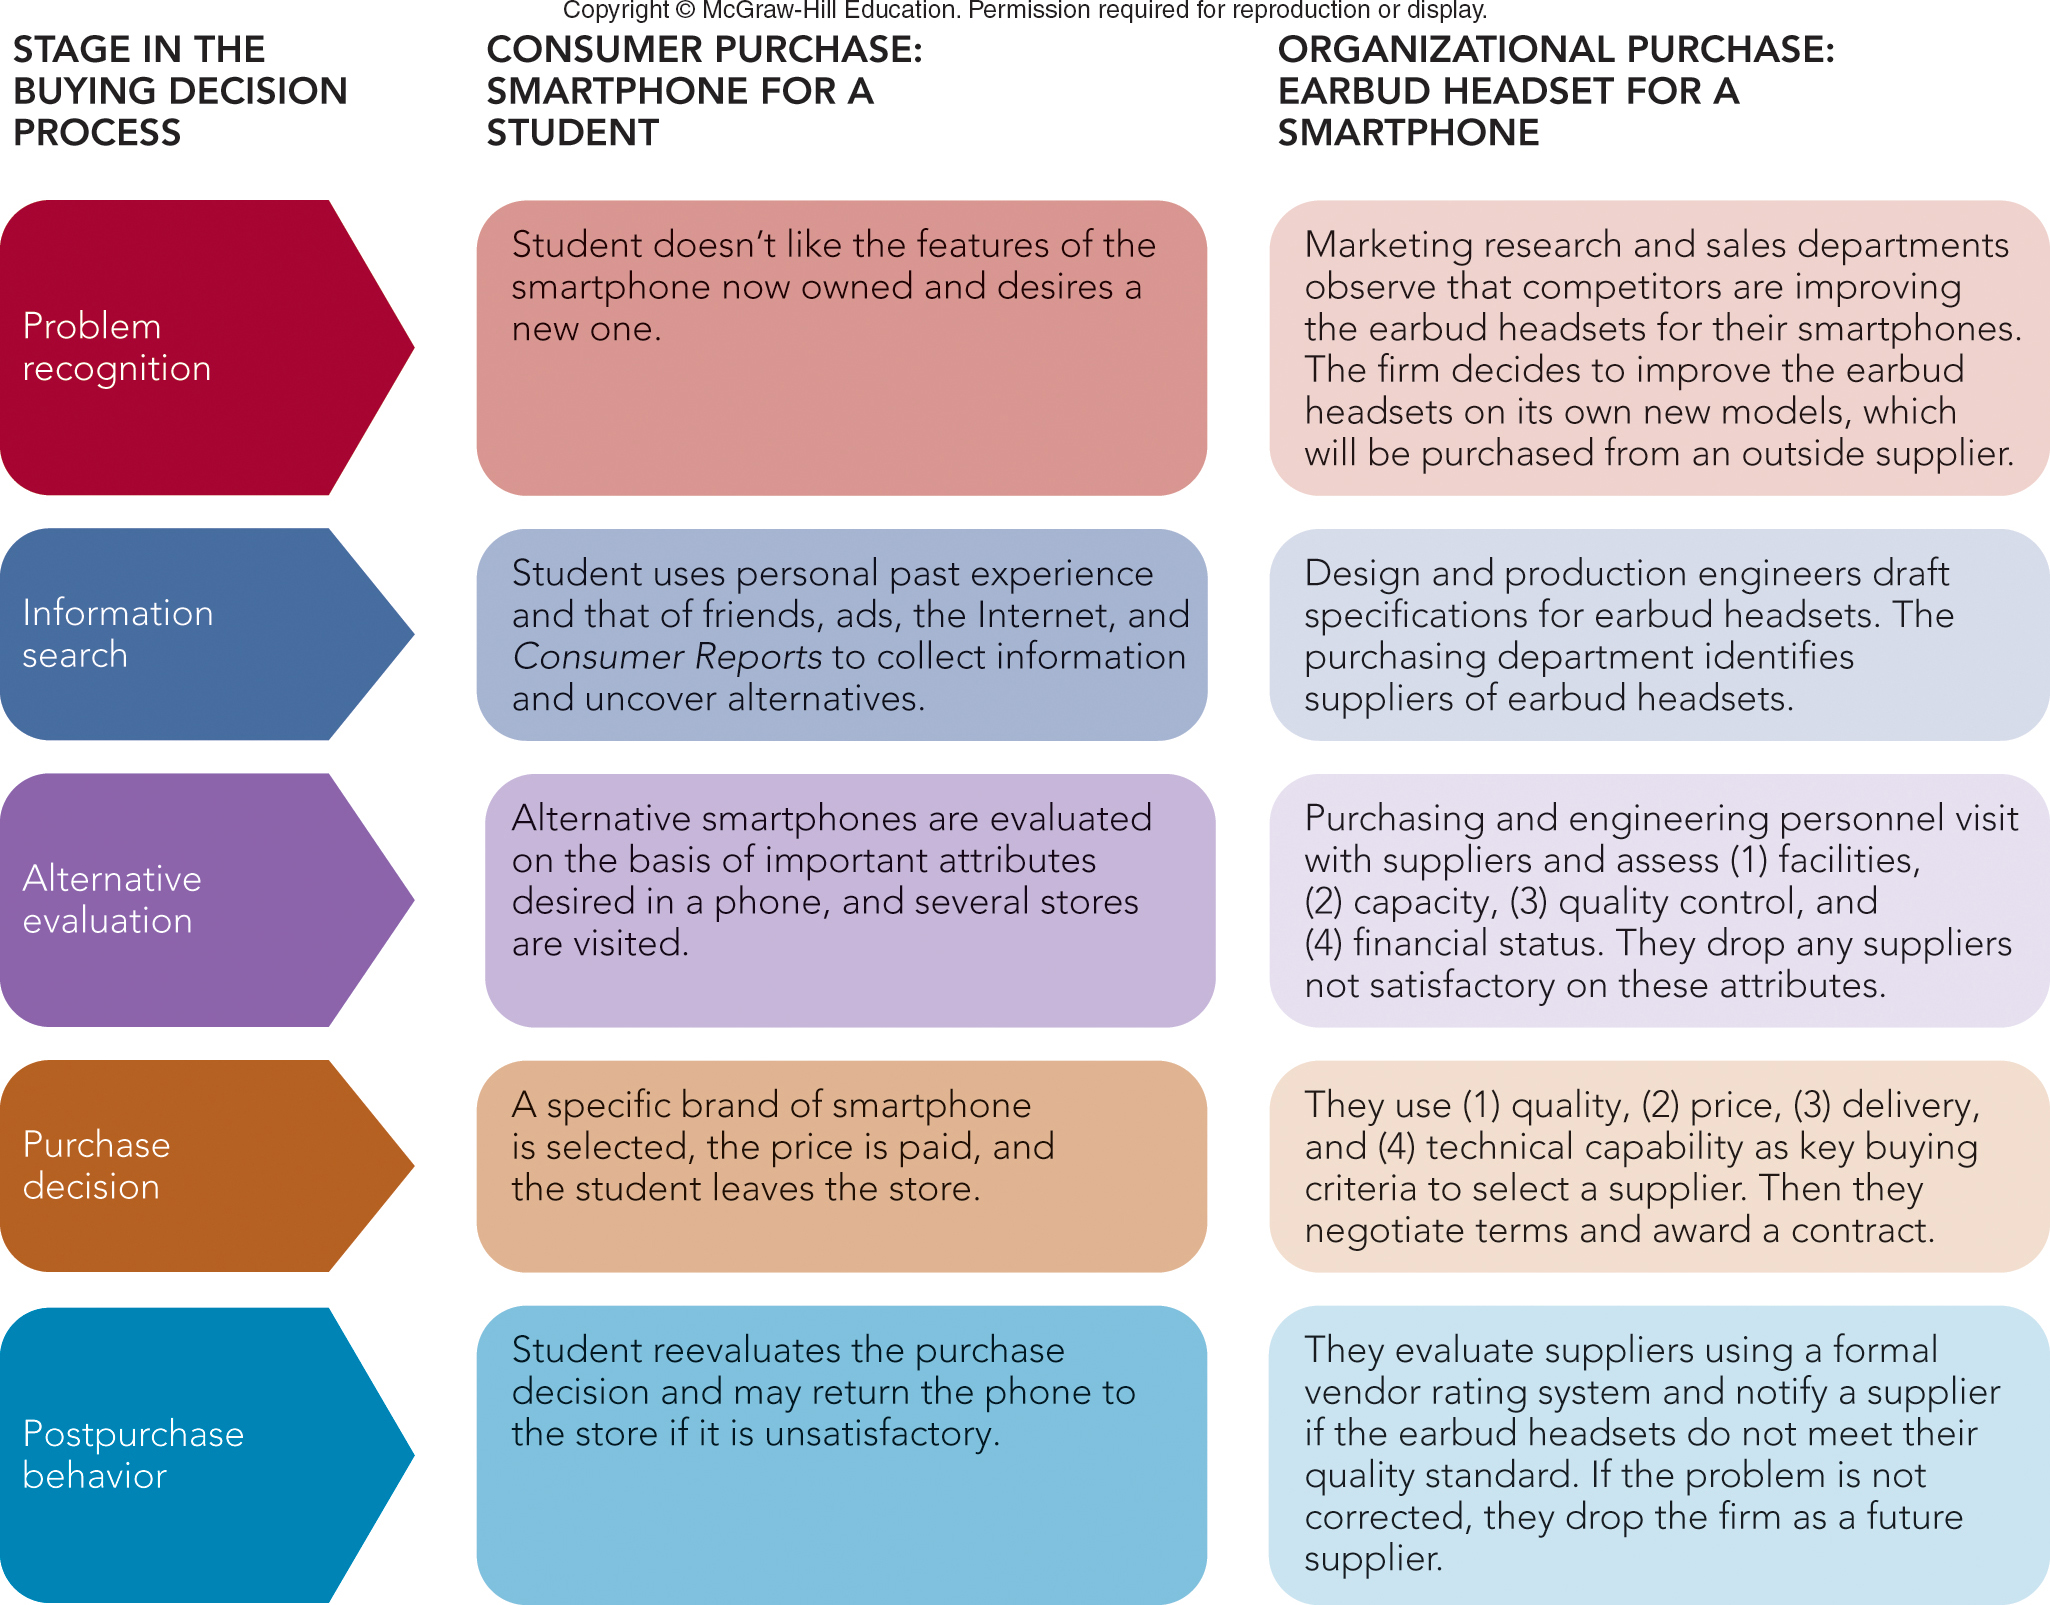 Copyright © McGraw-Hill Education. Permission required for reproduction or display.
STAGE IN THE
BUYING DECISION
PROCESS
CONSUMER PURCHASE:
SMARTPHONE FOR A
STUDENT
ORGANIZATIONAL PURCHASE:
EARBUD HEADSET FOR A
SMARTPHONE
Problem
recognition
Student doesn’t like the features of the
smartphone now owned and desires a
new one.
Marketing research and sales departments
observe that competitors are improving
the earbud headsets for their smartphones.
The firm decides to improve the earbud
headsets on its own new models, which
will be purchased from an outside supplier.
Information
search
Student uses personal past experience
and that of friends, ads, the Internet, and
Consumer Reports to collect information
and uncover alternatives.
Design and production engineers draft
specifications for earbud headsets. The
purchasing department identifies
suppliers of earbud headsets.
Alternative
evaluation
Alternative smartphones are evaluated
on the basis of important attributes
desired in a phone, and several stores
are visited.
Purchasing and engineering personnel visit
with suppliers and assess (1) facilities,
(2) capacity, (3) quality control, and
(4) financial status. They drop any suppliers
not satisfactory on these attributes.
Purchase
decision
A specific brand of smartphone
is selected, the price is paid, and
the student leaves the store.
They use (1) quality, (2) price, (3) delivery,
and (4) technical capability as key buying
criteria to select a supplier. Then they
negotiate terms and award a contract.
Postpurchase
behavior
Student reevaluates the purchase
decision and may return the phone to
the store if it is unsatisfactory.
They evaluate suppliers using a formal
vendor rating system and notify a supplier
if the earbud headsets do not meet their
quality standard. If the problem is not
corrected, they drop the firm as a future
supplier.